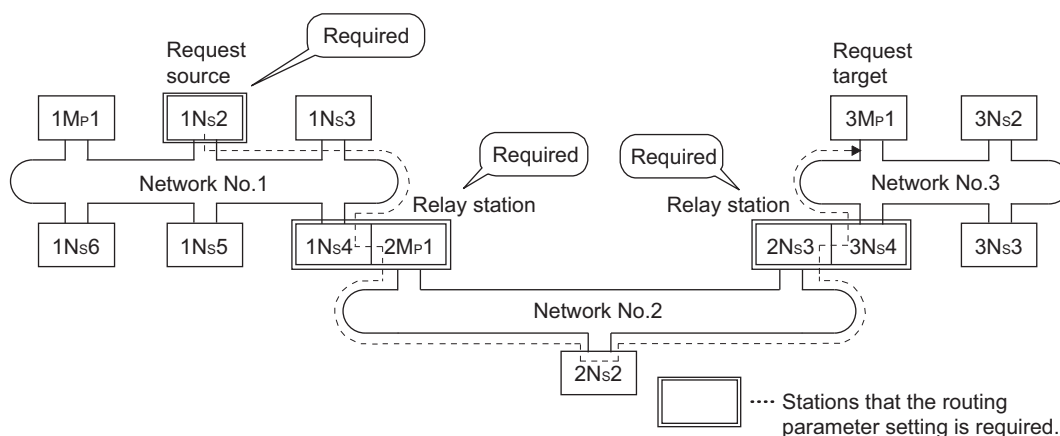 Request
source
Required
Request
target
1MP1
1NS2
1NS3
3MP1
3NS2
Required
Required
Network No.1
Network No.3
Relay station
Relay station
1NS6
1NS5
1NS4
2MP1
2NS3
3NS4
3NS3
Network No.2
2NS2
Stations that the routing
parameter setting is required.